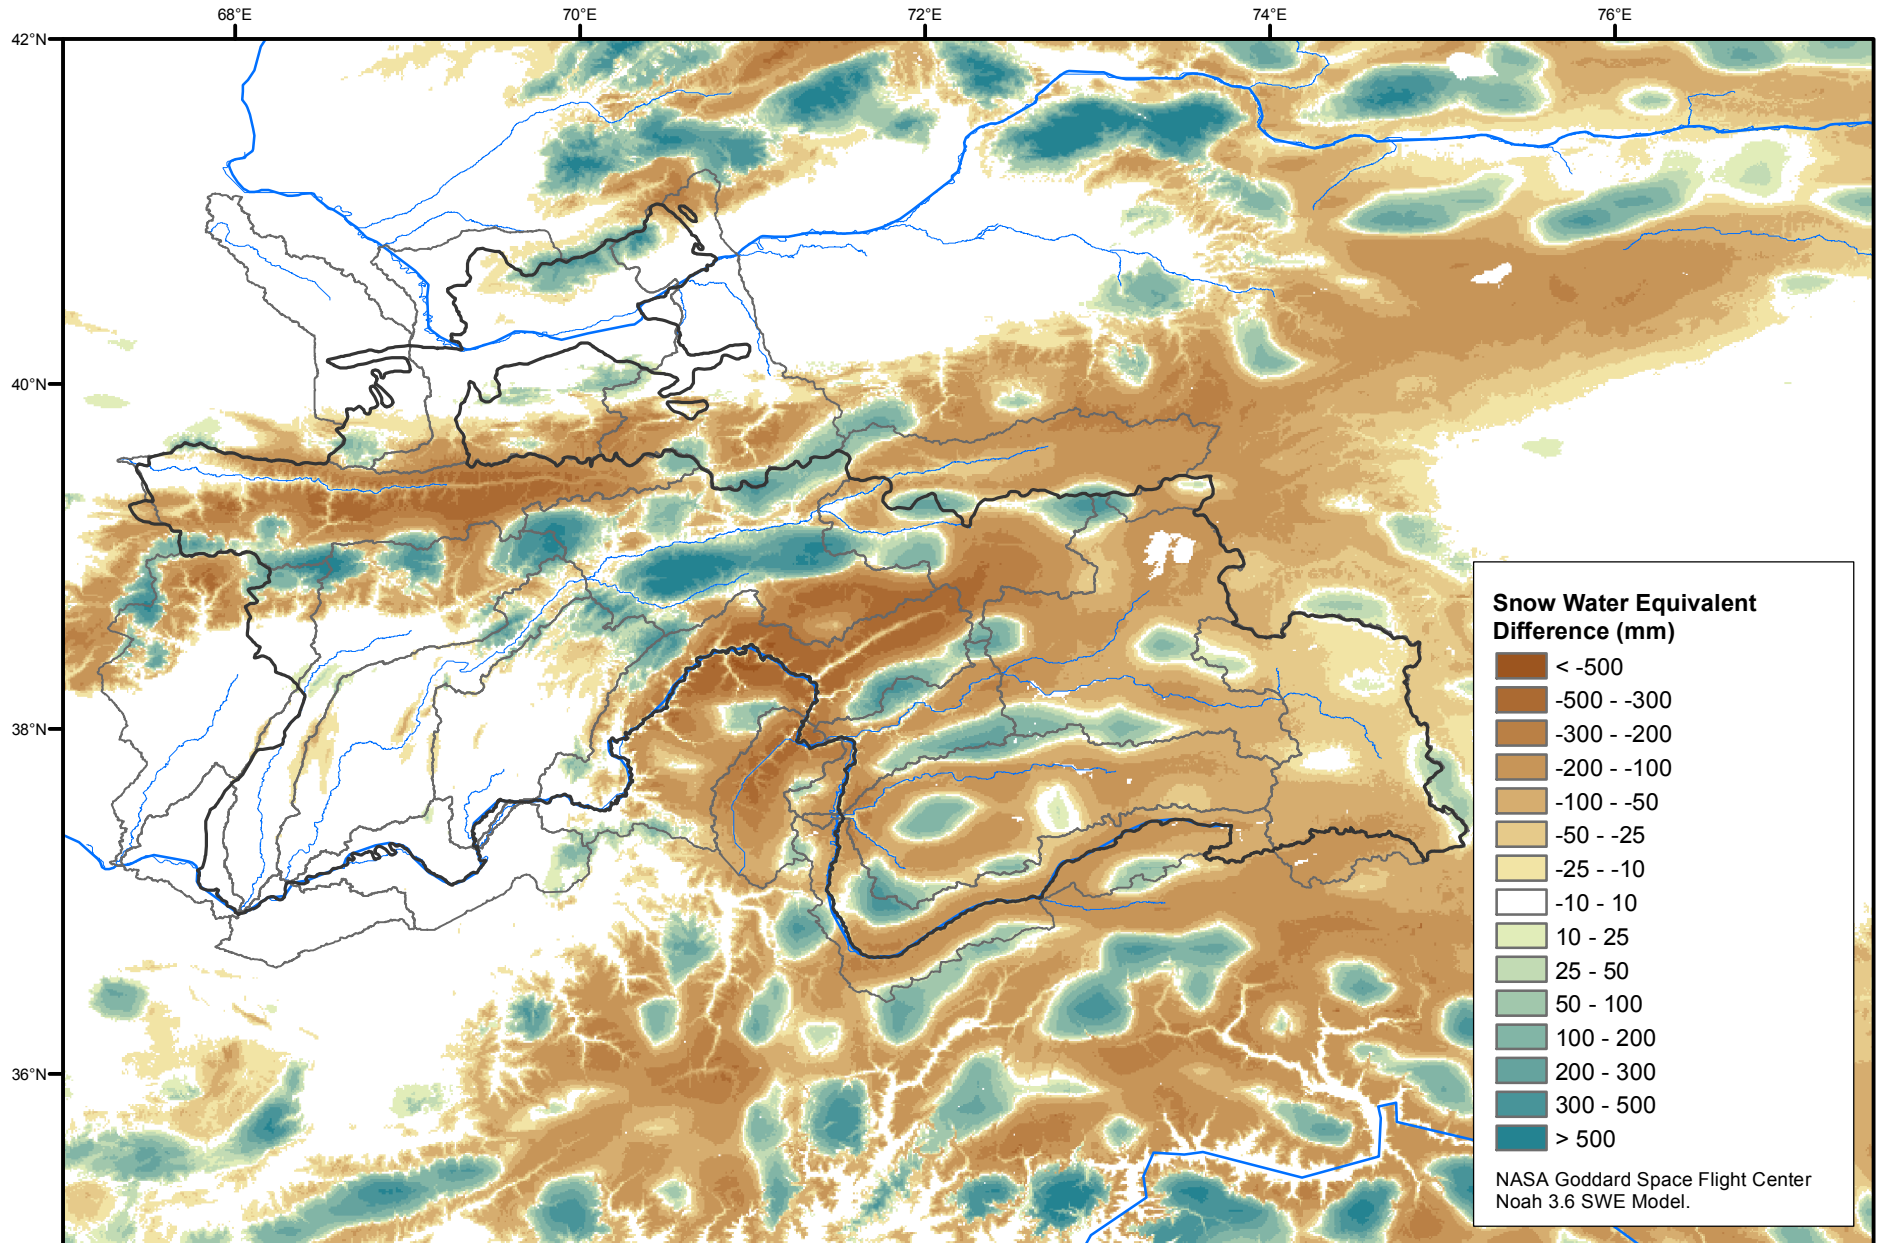 68°E 70°E 72°E 74°E 76°E
42°N
40°N
38°N
36°N
Snow Water Equivalent
Difference (mm)
< -500
-500 - -300
-300 - -200
-200 - -100
-100 - -50
-50 - -25
-25 - -10
-10 - 10
10 - 25
25 - 50
50 - 100
100 - 200
200 - 300
300 - 500
> 500
NASA Goddard Space Flight Center
Noah 3.6 SWE Model.